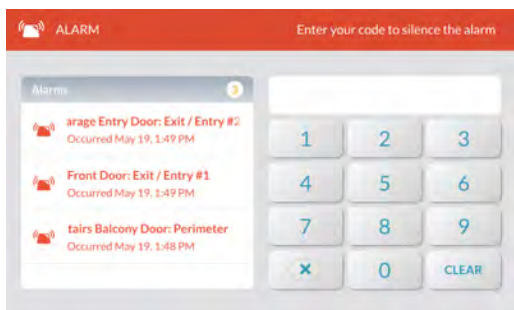 ALARM
Enter your code to silence the alarm
Alarms
3
arage Entry Door: Exit / Entry #2
Occurred May 19, 1:49 PM
Front Door: Exit / Entry #1
Occurred May 19, 1:49 PM
tairs Balcony Door: Perimeter
Occurred May 19, 1:48 PM
1 2 3
4 5 6
7 8 9
0 CLEAR